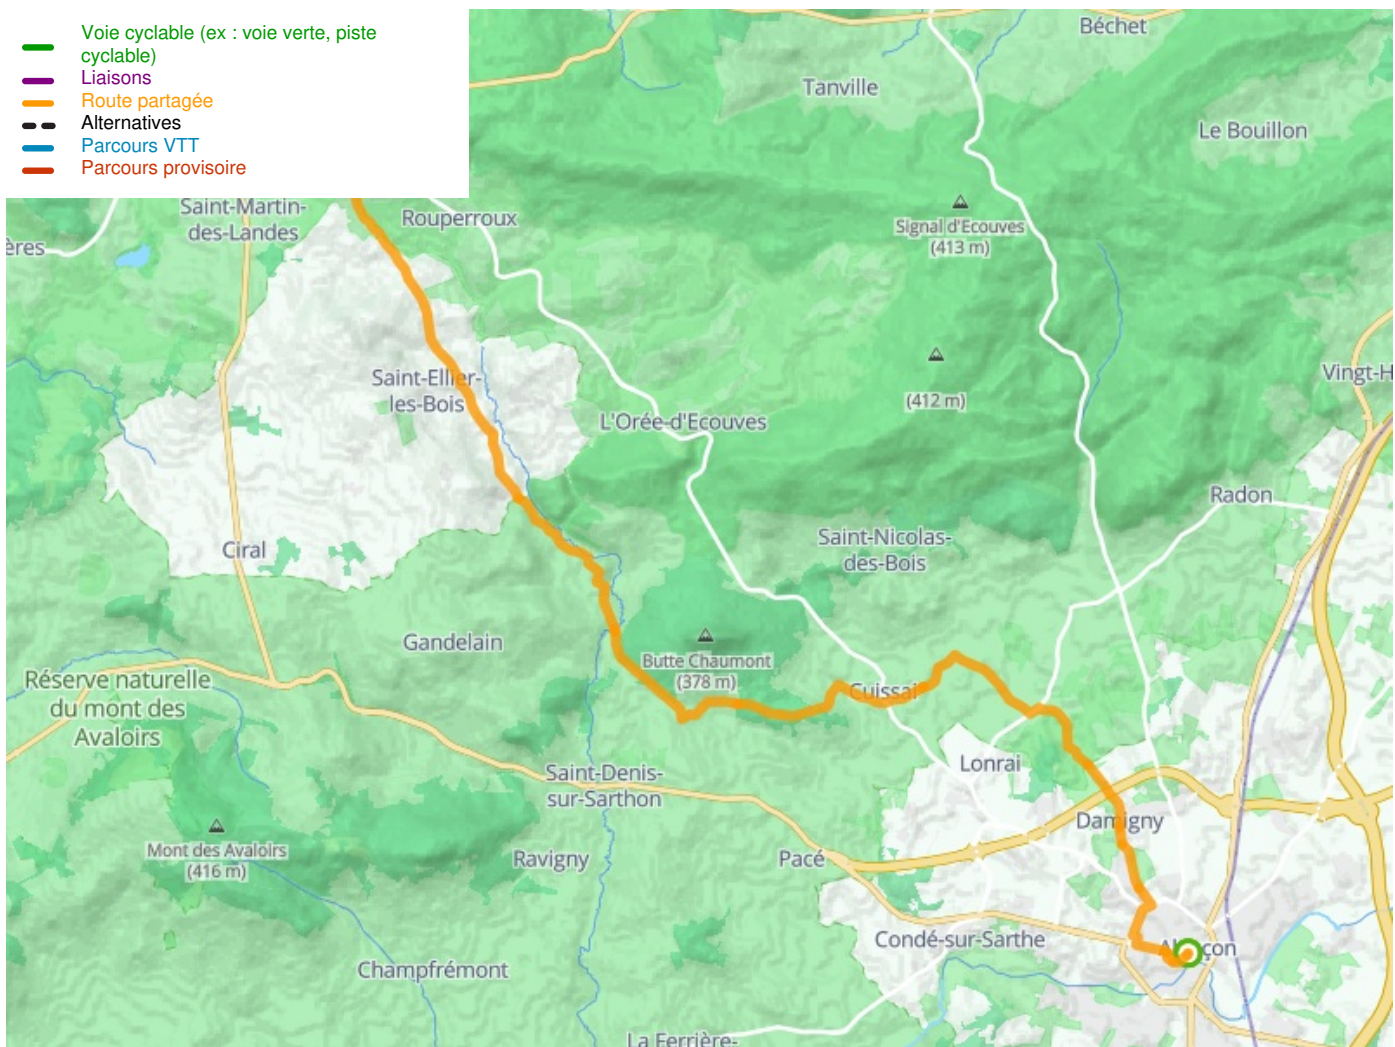 Voie cyclable (ex : voie verte, piste
cyclable)
Liaisons
Route partagée
Alternatives
Parcours VTT
Parcours provisoire
Béchet
Tanville
Le Bouillon
Saint-Martin-
des-Landes
Rouperroux
Signal d'Ecouves
(413 m)
ères
Vingt-H
Saint-Ellier-
les-Bois
(412 m)
L'Orée-d'Ecouves
Radon
Saint-Nicolas-
des-Bois
Ciral
Gandelain
Butte Chaumont
(378 m)
Réserve naturelle
du mont des
Avaloirs
Cuissai
Lonrai
Saint-Denis-
sur-Sarthon
Damigny
Mont des Avaloirs
(416 m)
Ravigny
Pacé
Condé-sur-Sarthe
Alençon
Champfrémont
La Ferrière-